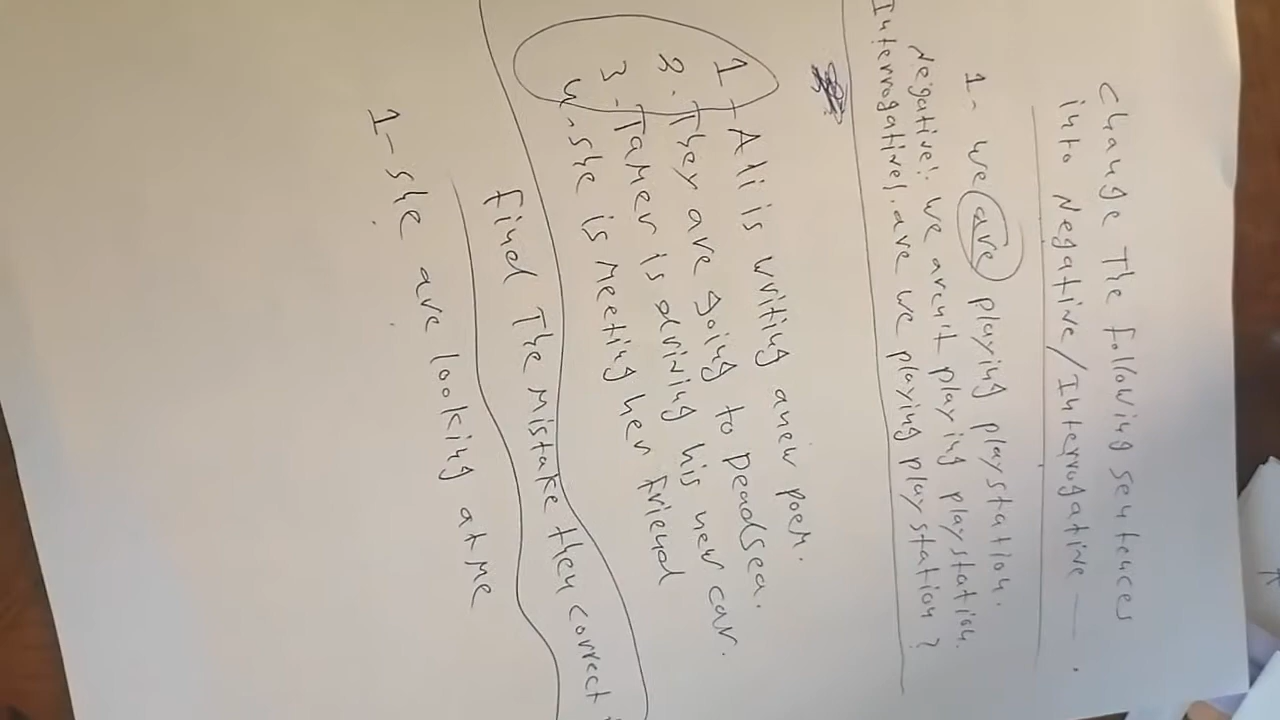 change The following sentences
into Negative/Interrogative — .
1- we are playing playstation.
Negative: we aren't playing playstation.
Interrogative: are we playing playstation?
1- Ali is writing anew poem.
2. They are going to Deadsea.
3. Tamer is driving his new car.
4. she is meeting her friend
find The mistake then correct
1- she are looking at me